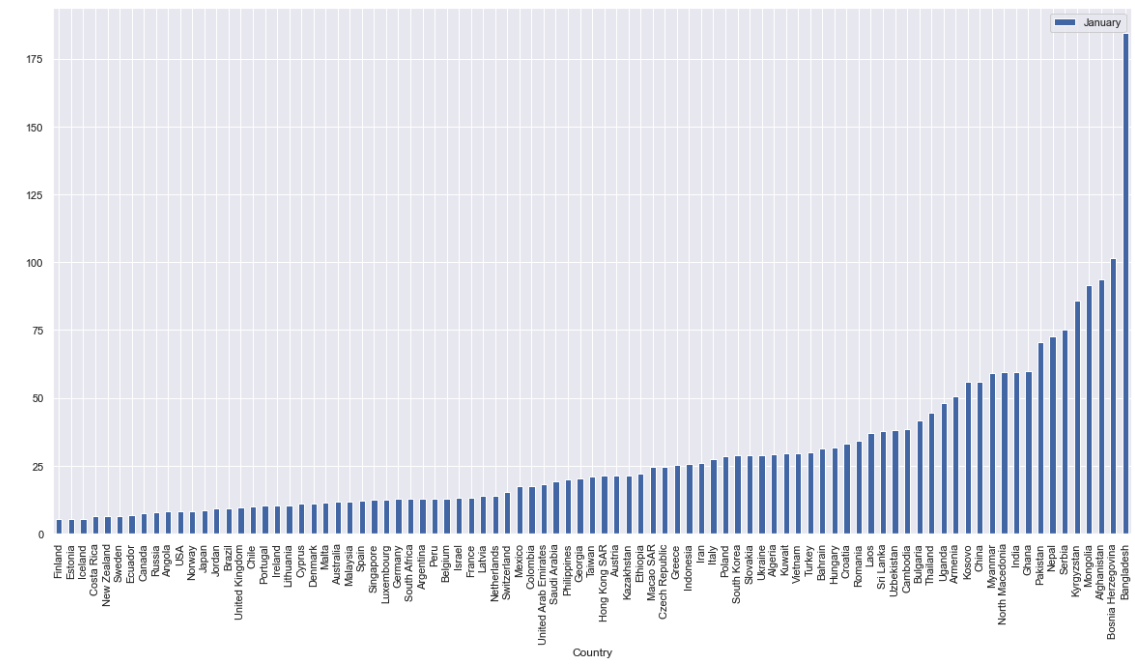 January
175
150
125
100
75
50
25
0
Finland
Estonia
Iceland
Costa Rica
New Zealand
Sweden
Ecuador
Canada
Russia
Angola
USA
Norway
Japan
Jordan
Brazil
United Kingdom
Chile
Portugal
Ireland
Lithuania
Cyprus
Denmark
Malta
Australia
Malaysia
Spain
Singapore
Luxembourg
Germany
South Africa
Argentina
Peru
Belgium
Israel
France
Latvia
Netherlands
Switzerland
Mexico
Colombia
United Arab Emirates
Saudi Arabia
Philippines
Georgia
Taiwan
Hong Kong SAR
Austria
Kazakhstan
Ethiopia
Macao SAR
Czech Republic
Greece
Indonesia
Iran
Italy
Poland
South Korea
Slovakia
Ukraine
Algeria
Kuwait
Vietnam
Turkey
Bahrain
Hungary
Croatia
Romania
Laos
Sri Lanka
Uzbekistan
Cambodia
Bulgaria
Thailand
Uganda
Armenia
Kosovo
China
Myanmar
North Macedonia
India
Ghana
Pakistan
Nepal
Serbia
Kyrgyzstan
Mongolia
Afghanistan
Bosnia Herzegovina
Bangladesh
Country